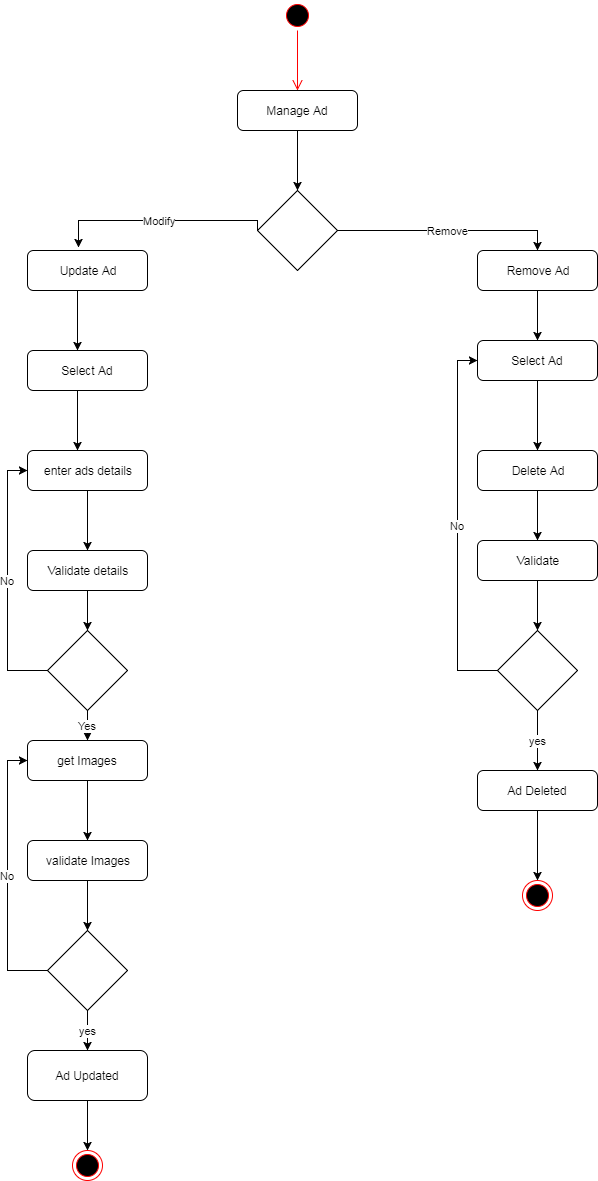 Manage Ad
Modify
Remove
Update Ad
Remove Ad
Select Ad
Select Ad
enter ads details
Delete Ad
No
Validate details
Validate
No
Yes
yes
get Images
Ad Deleted
validate Images
No
yes
Ad Updated